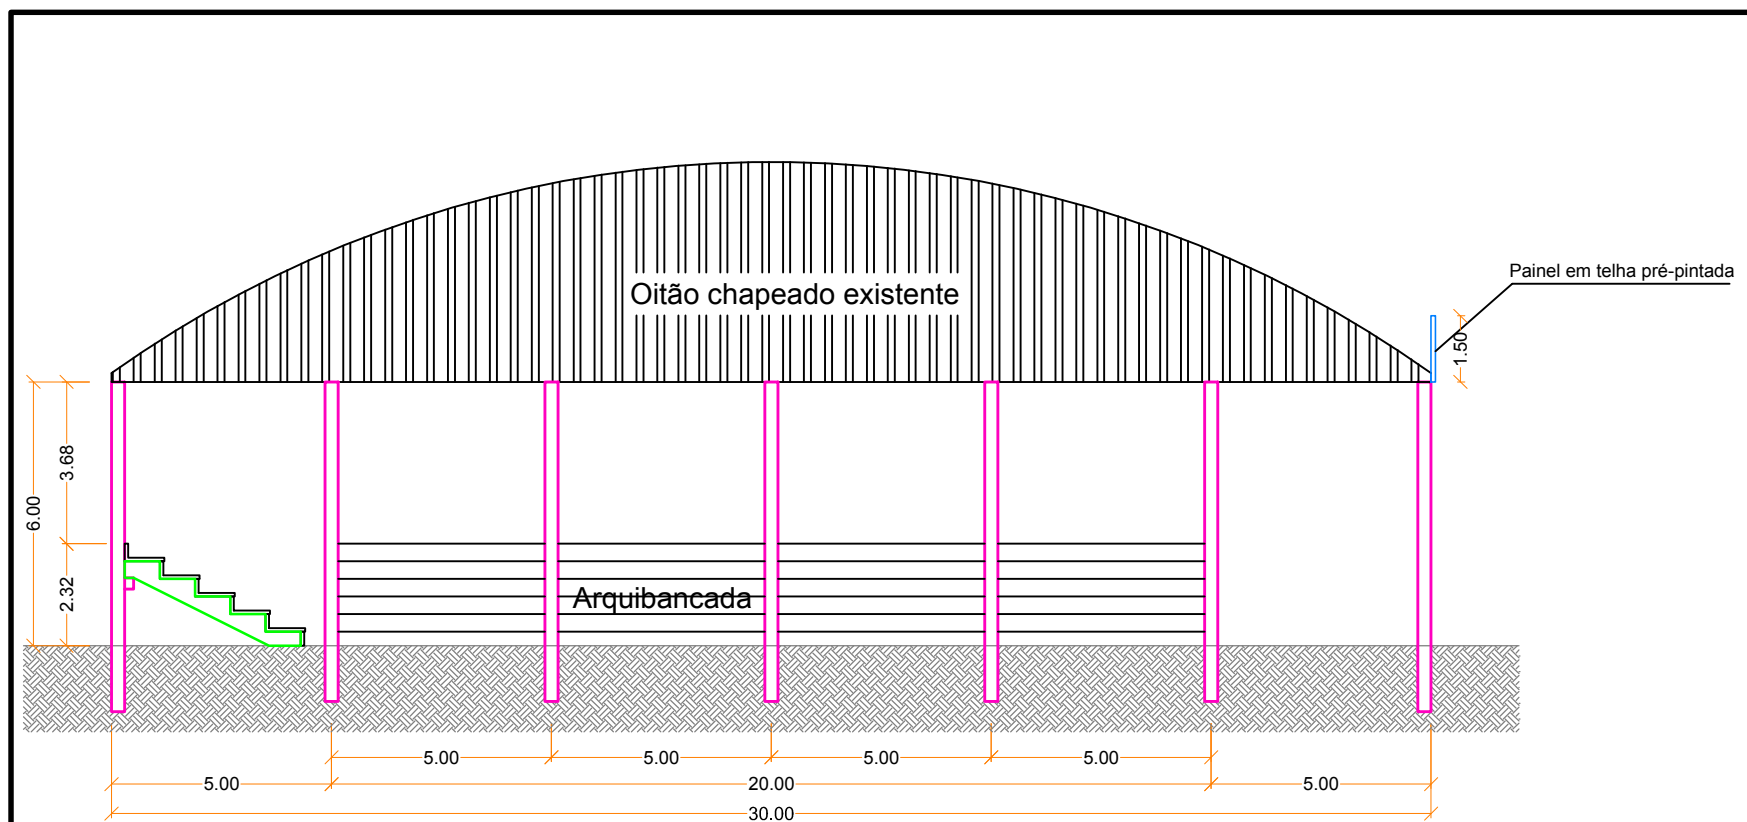 Painel em telha pré-pintada
Oitão chapeado existente
1.50
3.68
6.00
2.32
Arquibancada
5.00 5.00 5.00 5.00
5.00 20.00 5.00
30.00